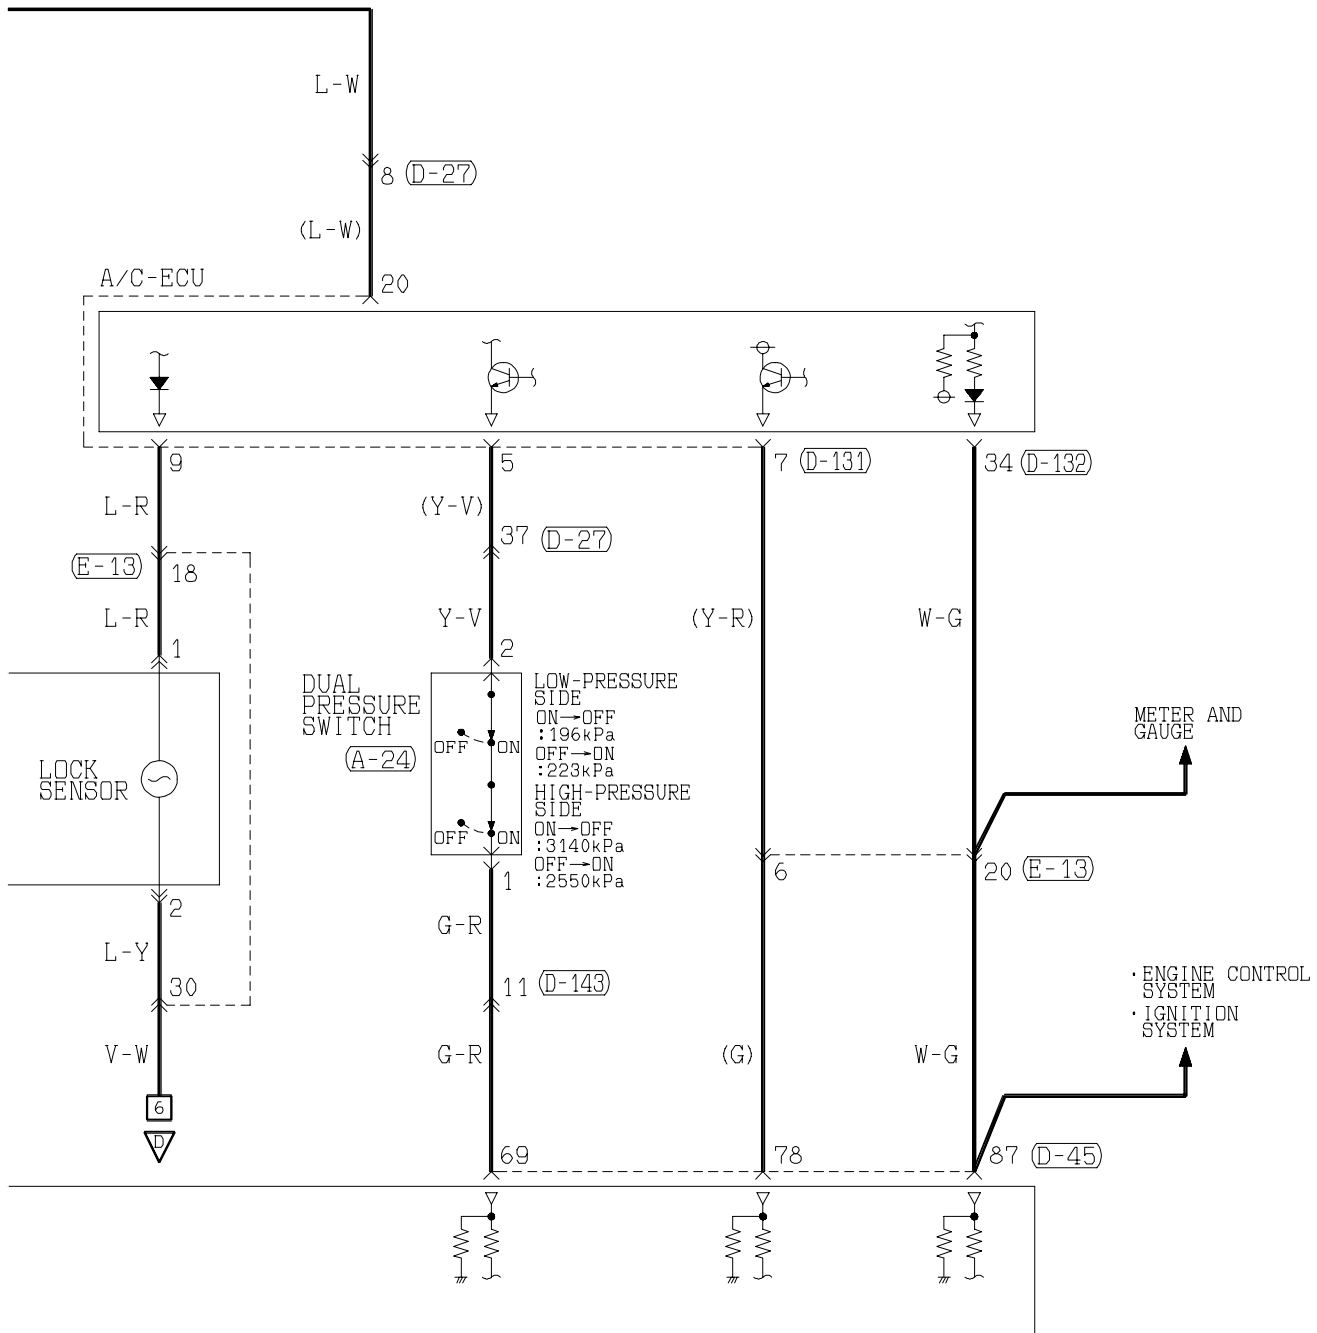 L-W
8 (D-27)
(L-W)
A/C-ECU
20
9
5
7 (D-131)
34 (D-132)
L-R
(Y-V)
37 (D-27)
(E-13)
18
L-R
Y-V
(Y-R)
W-G
1
2
DUAL
PRESSURE
SWITCH
(A-24)
LOW-PRESSURE
SIDE
ON→OFF
:196kPa
OFF→ON
:223kPa
HIGH-PRESSURE
SIDE
ON→OFF
:3140kPa
OFF→ON
:2550kPa
OFF ON
OFF ON
METER AND
GAUGE
LOCK
SENSOR
6
20 (E-13)
2
1
L-Y
G-R
30
11 (D-143)
·ENGINE CONTROL
SYSTEM
·IGNITION
SYSTEM
V-W
G-R
(G)
W-G
6
D
69
78
87 (D-45)